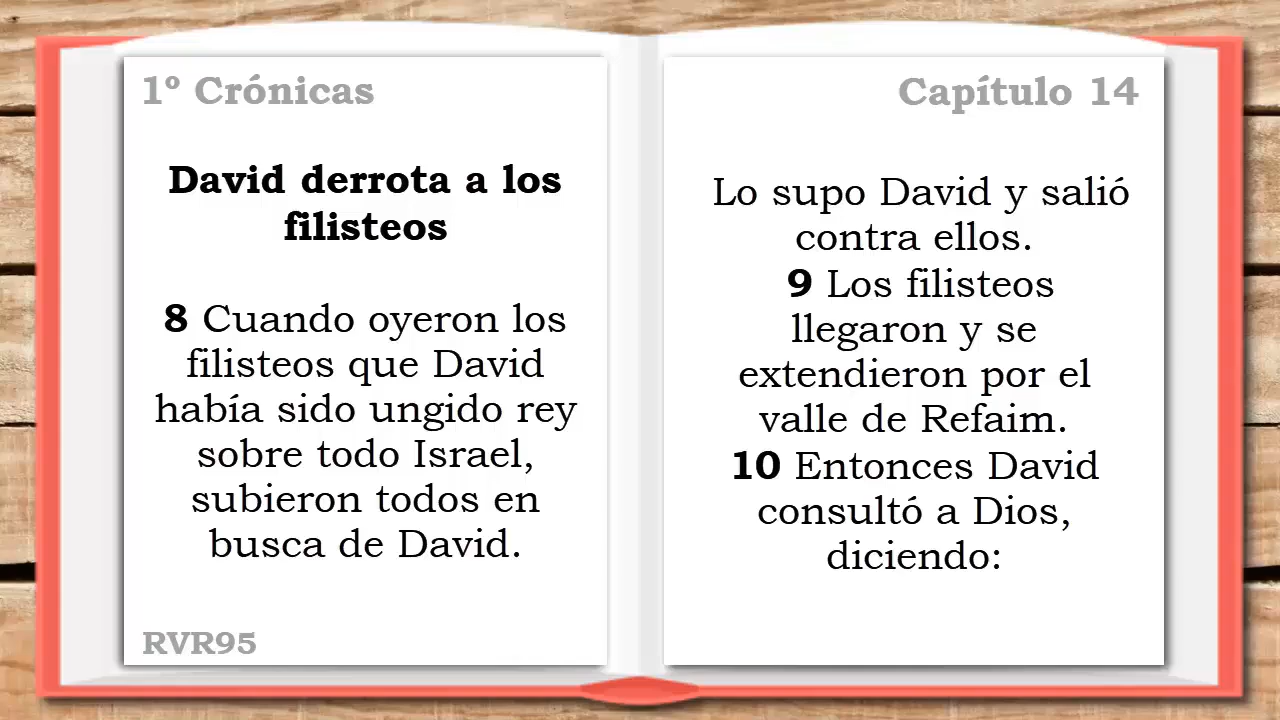 1º Crónicas
David derrota a los
filisteos
8 Cuando oyeron los
filisteos que David
había sido ungido rey
sobre todo Israel,
subieron todos en
busca de David.
RVR95
Capítulo 14
Lo supo David y salió
contra ellos.
9 Los filisteos
llegaron y se
extendieron por el
valle de Refaim.
10 Entonces David
consultó a Dios,
diciendo: